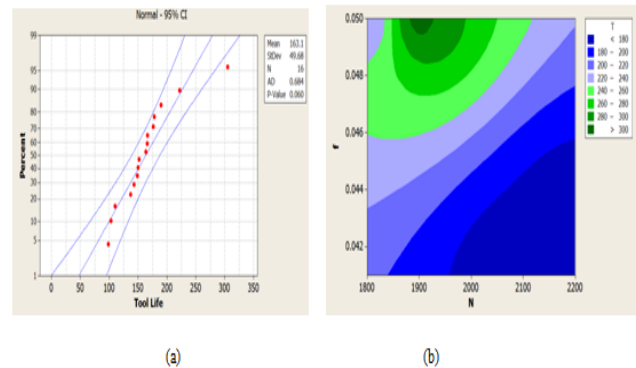 Normal - 95% CI
99
95
90
80
70
60
50
40
30
20
10
5
1
Percent
0 50 100 150 200 250 300 350
Tool Life
Mean 163.1
StDev 49.68
N 16
AD 0.684
P-Value 0.060
(a)
0.050
0.048
0.046
0.044
0.042
f
1800 1900 2000 2100 2200
N
T
< 180
180 - 200
200 - 220
220 - 240
240 - 260
260 - 280
280 - 300
> 300
(b)